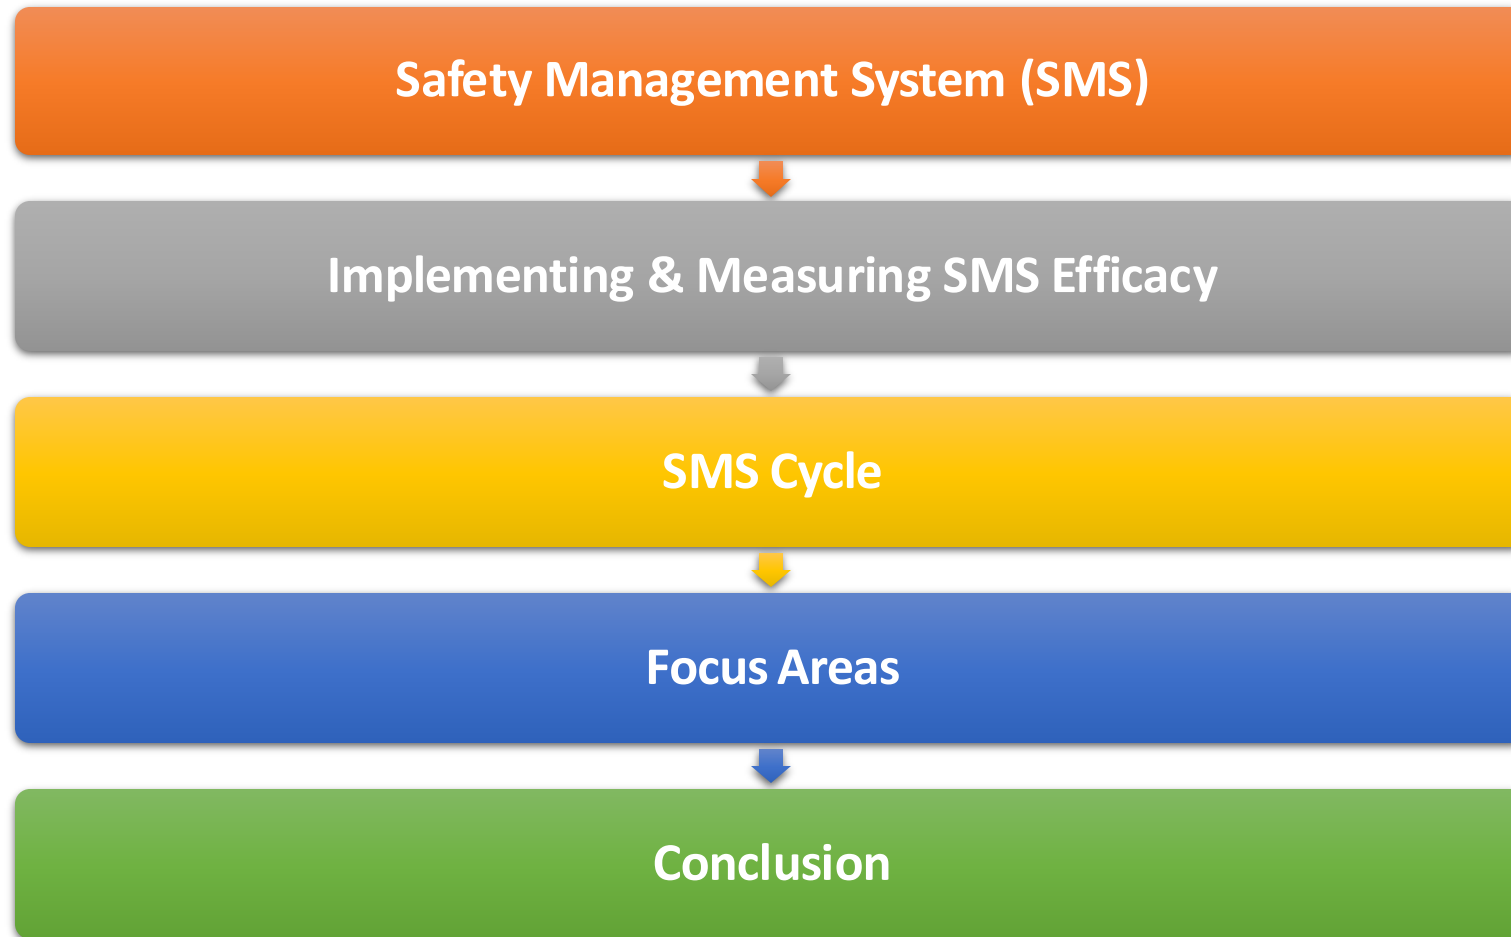 Safety Management System (SMS)
Implementing & Measuring SMS Efficacy
SMS Cycle
Focus Areas
Conclusion